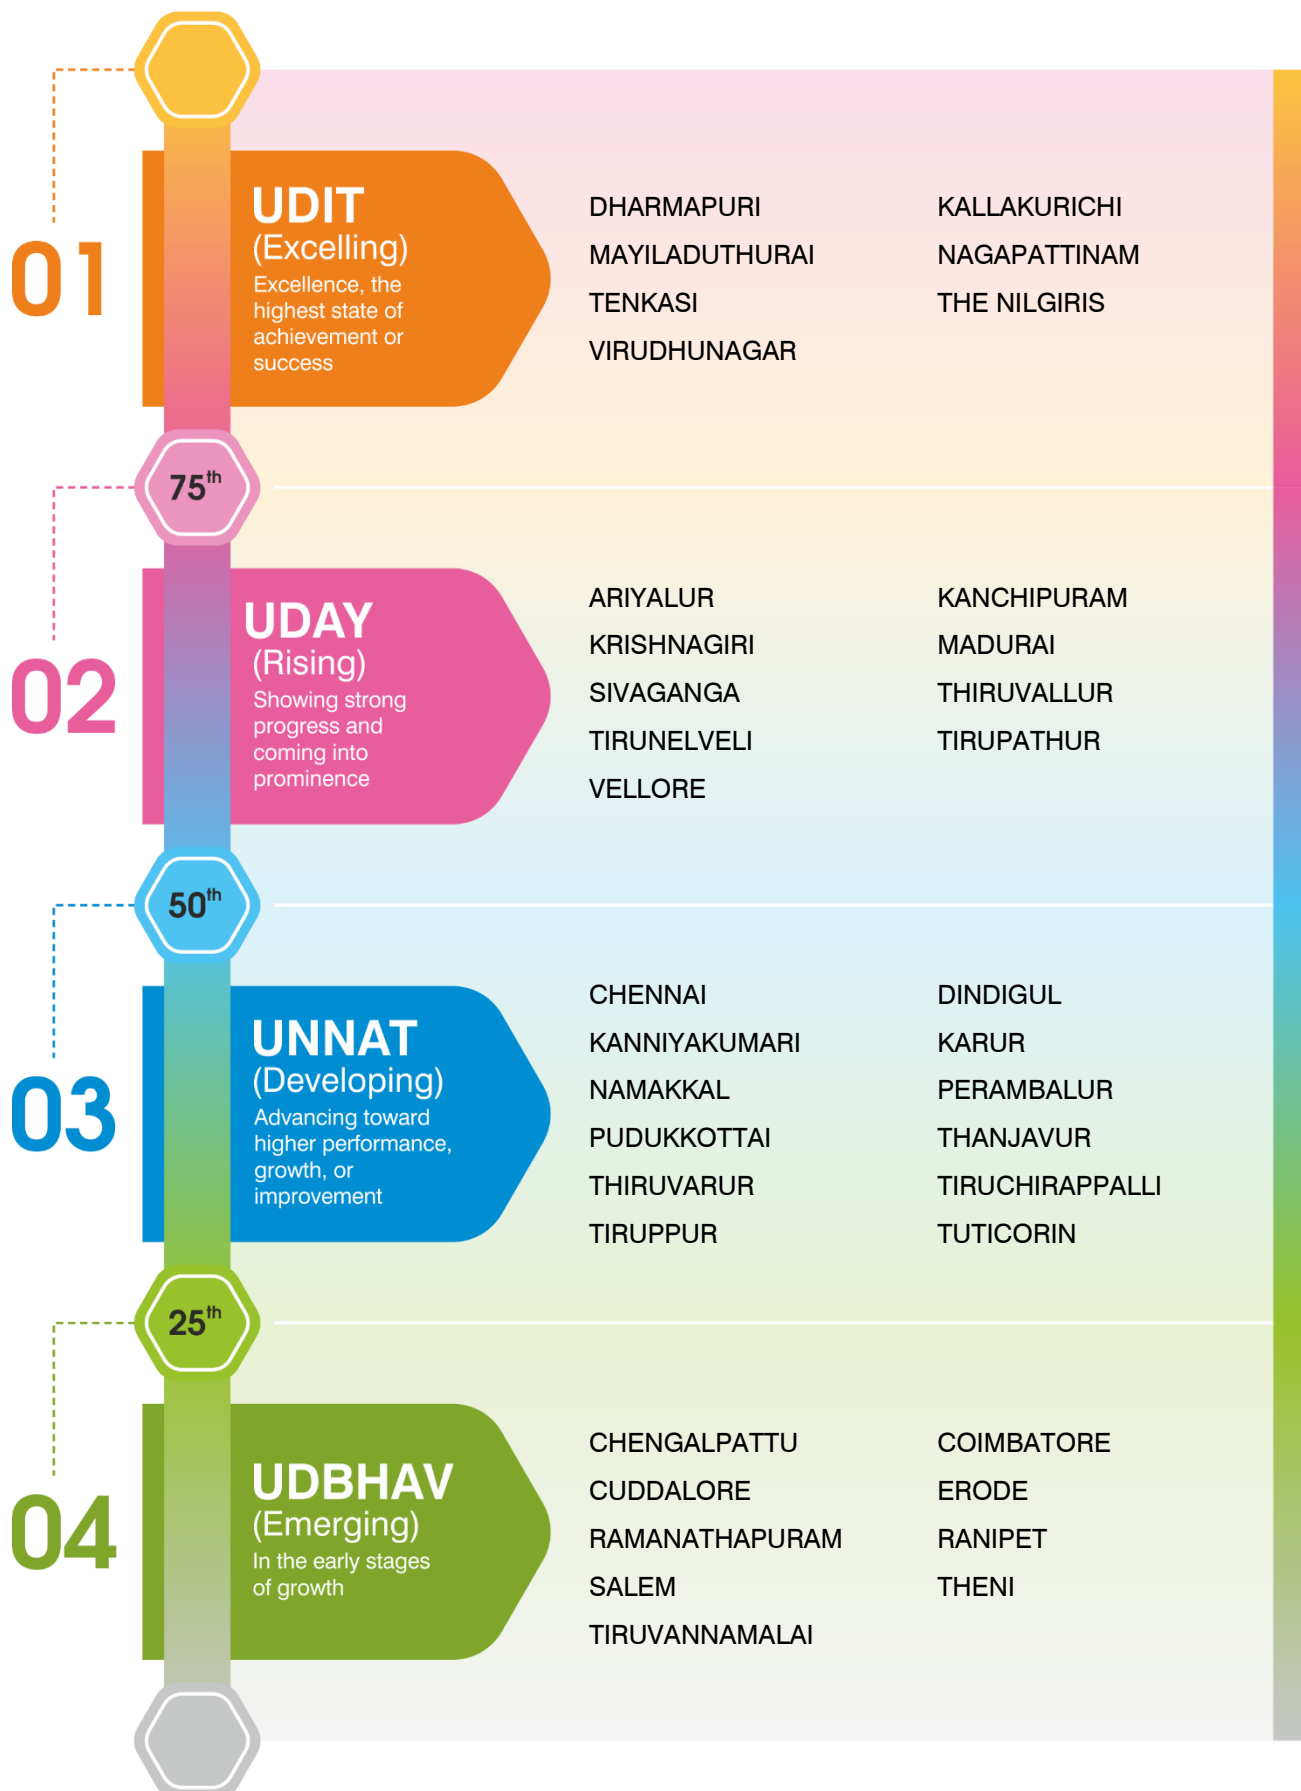 01
UDIT
(Excelling)
Excellence, the
highest state of
achievement or
success
DHARMAPURI KALLAKURICHI
MAYILADUTHURAI NAGAPATTINAM
TENKASI THE NILGIRIS
VIRUDHUNAGAR
75th
02
UDAY
(Rising)
Showing strong
progress and
coming into
prominence
ARIYALUR KANCHIPURAM
KRISHNAGIRI MADURAI
SIVAGANGA THIRUVALLUR
TIRUNELVELI TIRUPATHUR
VELLORE
50th
03
UNNAT
(Developing)
Advancing toward
higher performance,
growth, or
improvement
CHENNAI DINDIGUL
KANNIYAKUMARI KARUR
NAMAKKAL PERAMBALUR
PUDUKKOTTAI THANJAVUR
THIRUVARUR TIRUCHIRAPPALLI
TIRUPPUR TUTICORIN
25th
04
UDBHAV
(Emerging)
In the early stages
of growth
CHENGALPATTU COIMBATORE
CUDDALORE ERODE
RAMANATHAPURAM RANIPET
SALEM THENI
TIRUVANNAMALAI